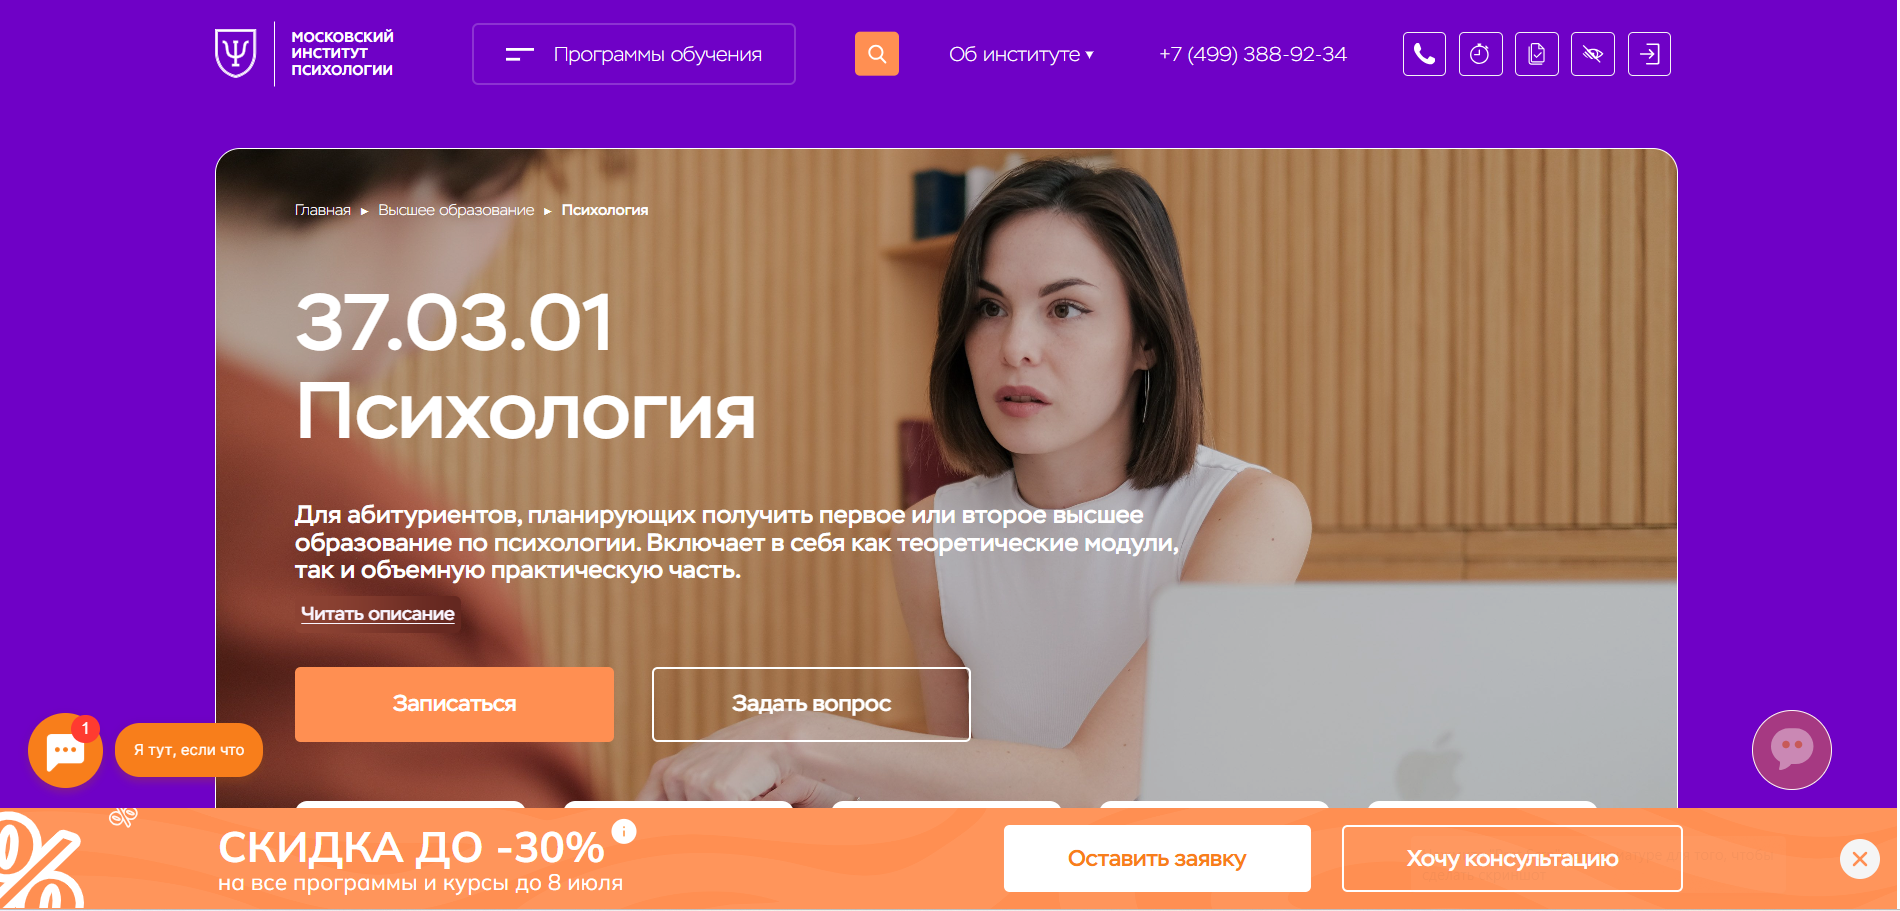 МОСКОВСКИЙ
ИНСТИТУТ
ПСИХОЛОГИИ
Программы обучения
Об институте ▾
+7 (499) 388-92-34
Главная ▸ Высшее образование ▸ Психология
37.03.01
Психология
Для абитуриентов, планирующих получить первое или второе высшее
образование по психологии. Включает в себя как теоретические модули,
так и объемную практическую часть.
Читать описание
Записаться
Задать вопрос
1
Я тут, если что
СКИДКА ДО -30%
на все программы и курсы до 8 июля
Оставить заявку
Хочу консультацию